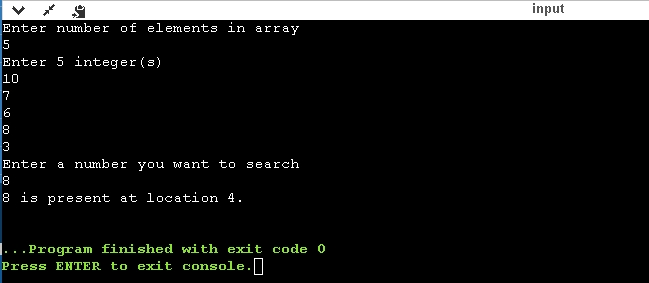 input
Enter number of elements in array
5
Enter 5 integer(s)
10
7
6
8
3
Enter a number you want to search
8
8 is present at location 4.
...Program finished with exit code 0
Press ENTER to exit console.